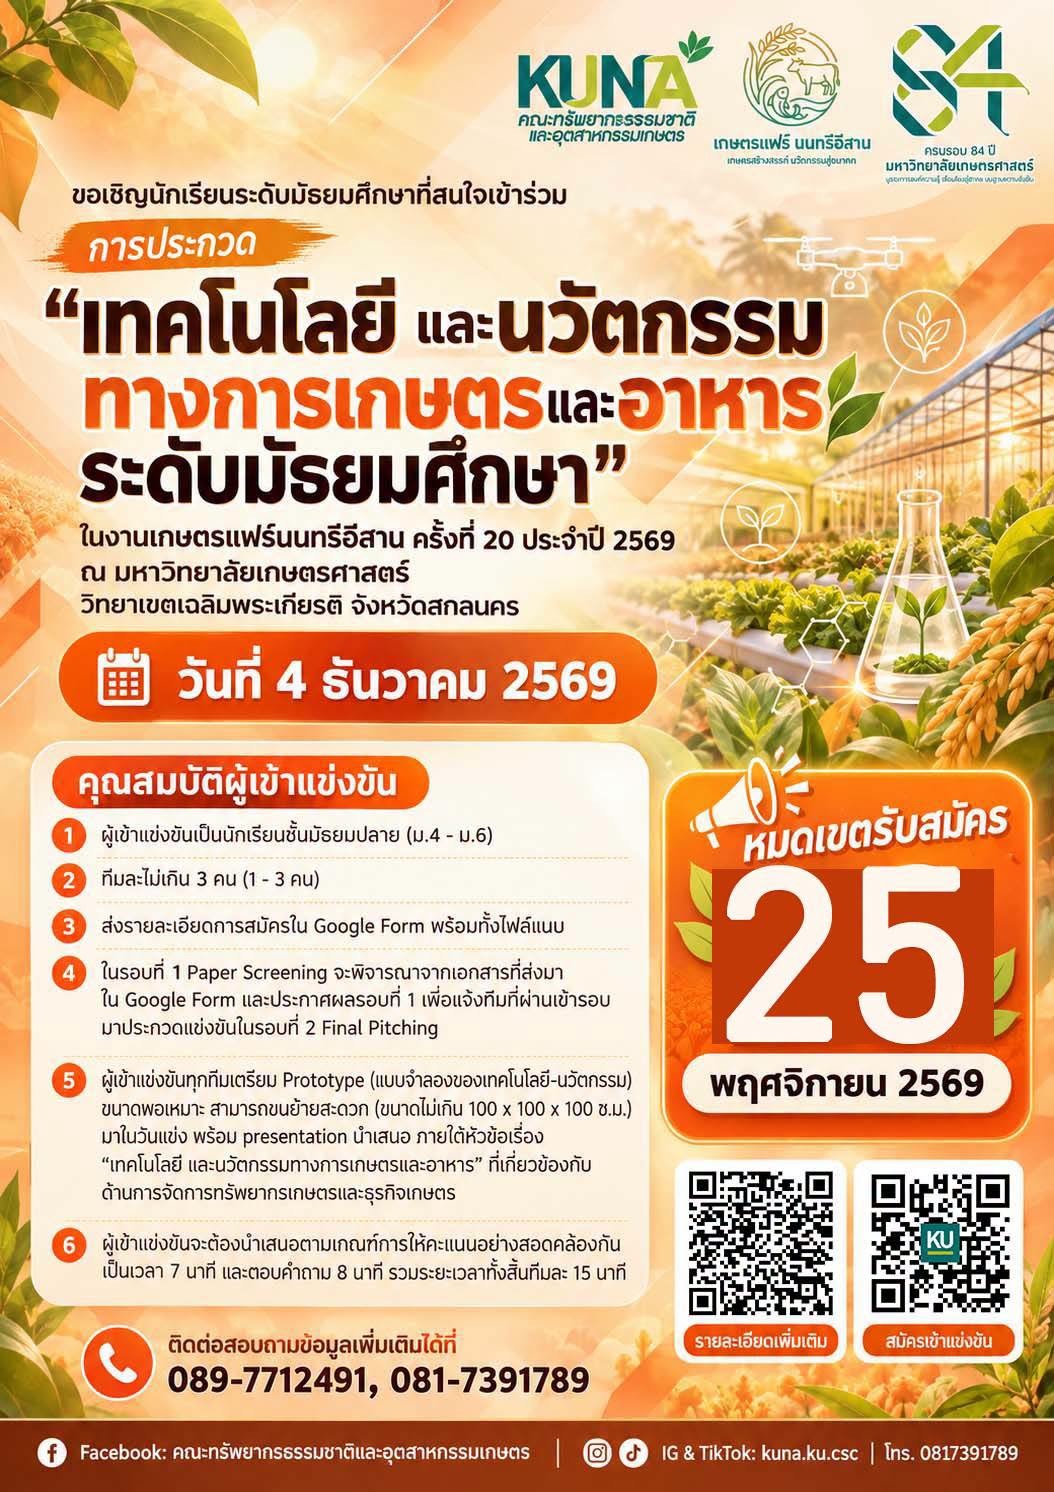 KUNA
คณะทรัพยากรธรรมชาติ
และอุตสาหกรรมเกษตร
เกษตรแฟร์ นนทรีอีสาน
เกษตรสร้างสรรค์ นวัตกรรมสู่อนาคต
84
ครบรอบ 84 ปี
มหาวิทยาลัยเกษตรศาสตร์
ขอเชิญนักเรียนระดับมัธยมศึกษาที่สนใจเข้าร่วม
การประกวด
“เทคโนโลยี และนวัตกรรม
ทางการเกษตรและอาหาร
ระดับมัธยมศึกษา”
ในงานเกษตรแฟร์นนทรีอีสาน ครั้งที่ 20 ประจำปี 2569
ณ มหาวิทยาลัยเกษตรศาสตร์
วิทยาเขตเฉลิมพระเกียรติ จังหวัดสกลนคร
วันที่ 4 ธันวาคม 2569
คุณสมบัติผู้เข้าแข่งขัน
1 ผู้เข้าแข่งขันเป็นนักเรียนชั้นมัธยมปลาย (ม.4 - ม.6)
2 ทีมละไม่เกิน 3 คน (1 - 3 คน)
3 ส่งรายละเอียดการสมัครใน Google Form พร้อมทั้งไฟล์แนบ
4 ในรอบที่ 1 Paper Screening จะพิจารณาจากเอกสารที่ส่งมา
ใน Google Form และประกาศผลรอบที่ 1 เพื่อแจ้งทีมที่ผ่านเข้ารอบ
มาประกวดแข่งขันในรอบที่ 2 Final Pitching
5 ผู้เข้าแข่งขันทุกทีมเตรียม Prototype (แบบจำลองของเทคโนโลยี-นวัตกรรม)
ขนาดพอเหมาะ สามารถขนย้ายสะดวก (ขนาดไม่เกิน 100 x 100 x 100 ซ.ม.)
มาในวันแข่ง พร้อม presentation นำเสนอ ภายใต้หัวข้อเรื่อง
“เทคโนโลยี และนวัตกรรมทางการเกษตรและอาหาร” ที่เกี่ยวข้องกับ
ด้านการจัดการทรัพยากรเกษตรและธุรกิจเกษตร
6 ผู้เข้าแข่งขันจะต้องนำเสนอตามเกณฑ์การให้คะแนนอย่างสอดคล้องกัน
เป็นเวลา 7 นาที และตอบคำถาม 8 นาที รวมระยะเวลาทั้งสิ้นทีมละ 15 นาที
หมดเขตรับสมัคร
25
พฤศจิกายน 2569
KU
รายละเอียดเพิ่มเติม
สมัครเข้าแข่งขัน
ติดต่อสอบถามข้อมูลเพิ่มเติมได้ที่
089-7712491, 081-7391789
Facebook: คณะทรัพยากรธรรมชาติและอุตสาหกรรมเกษตร | IG & TikTok: kuna.ku.csc | โทร. 0817391789